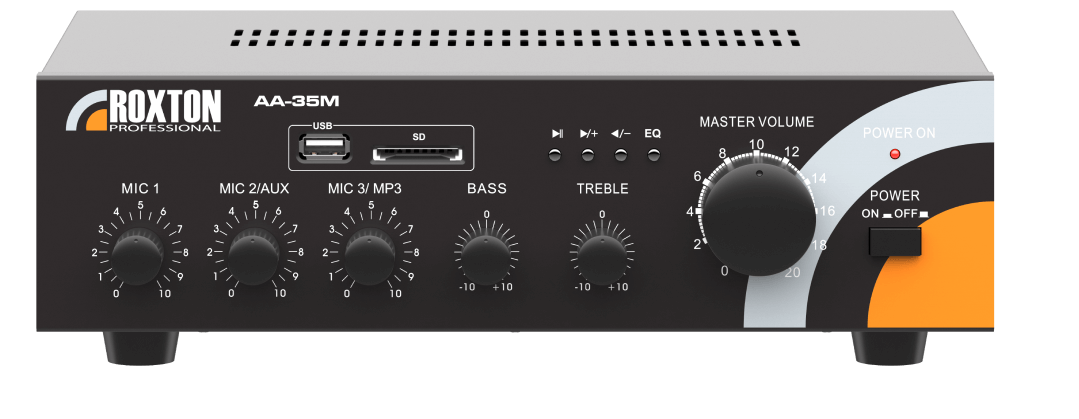 ROXTON
PROFESSIONAL
AA-35M
USB
SD
▶II ▶/+ ◀/− EQ
MASTER VOLUME
0 2 4 6 8 10 12 14 16 18 20
POWER ON
POWER
ON OFF
MIC 1
0 1 2 3 4 5 6 7 8 9 10
MIC 2/AUX
0 1 2 3 4 5 6 7 8 9 10
MIC 3/ MP3
0 1 2 3 4 5 6 7 8 9 10
BASS
0
-10 +10
TREBLE
0
-10 +10